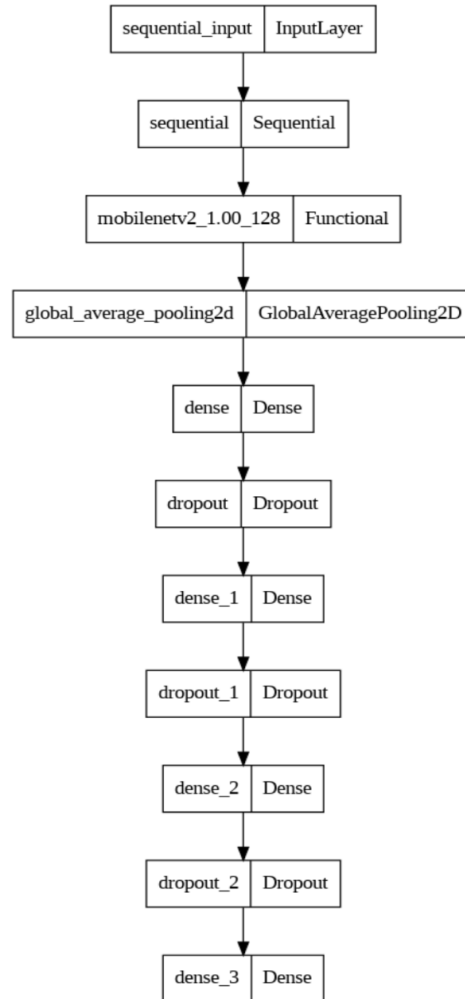 sequential_input InputLayer
sequential Sequential
mobilenetv2_1.00_128 Functional
global_average_pooling2d GlobalAveragePooling2D
dense Dense
dropout Dropout
dense_1 Dense
dropout_1 Dropout
dense_2 Dense
dropout_2 Dropout
dense_3 Dense